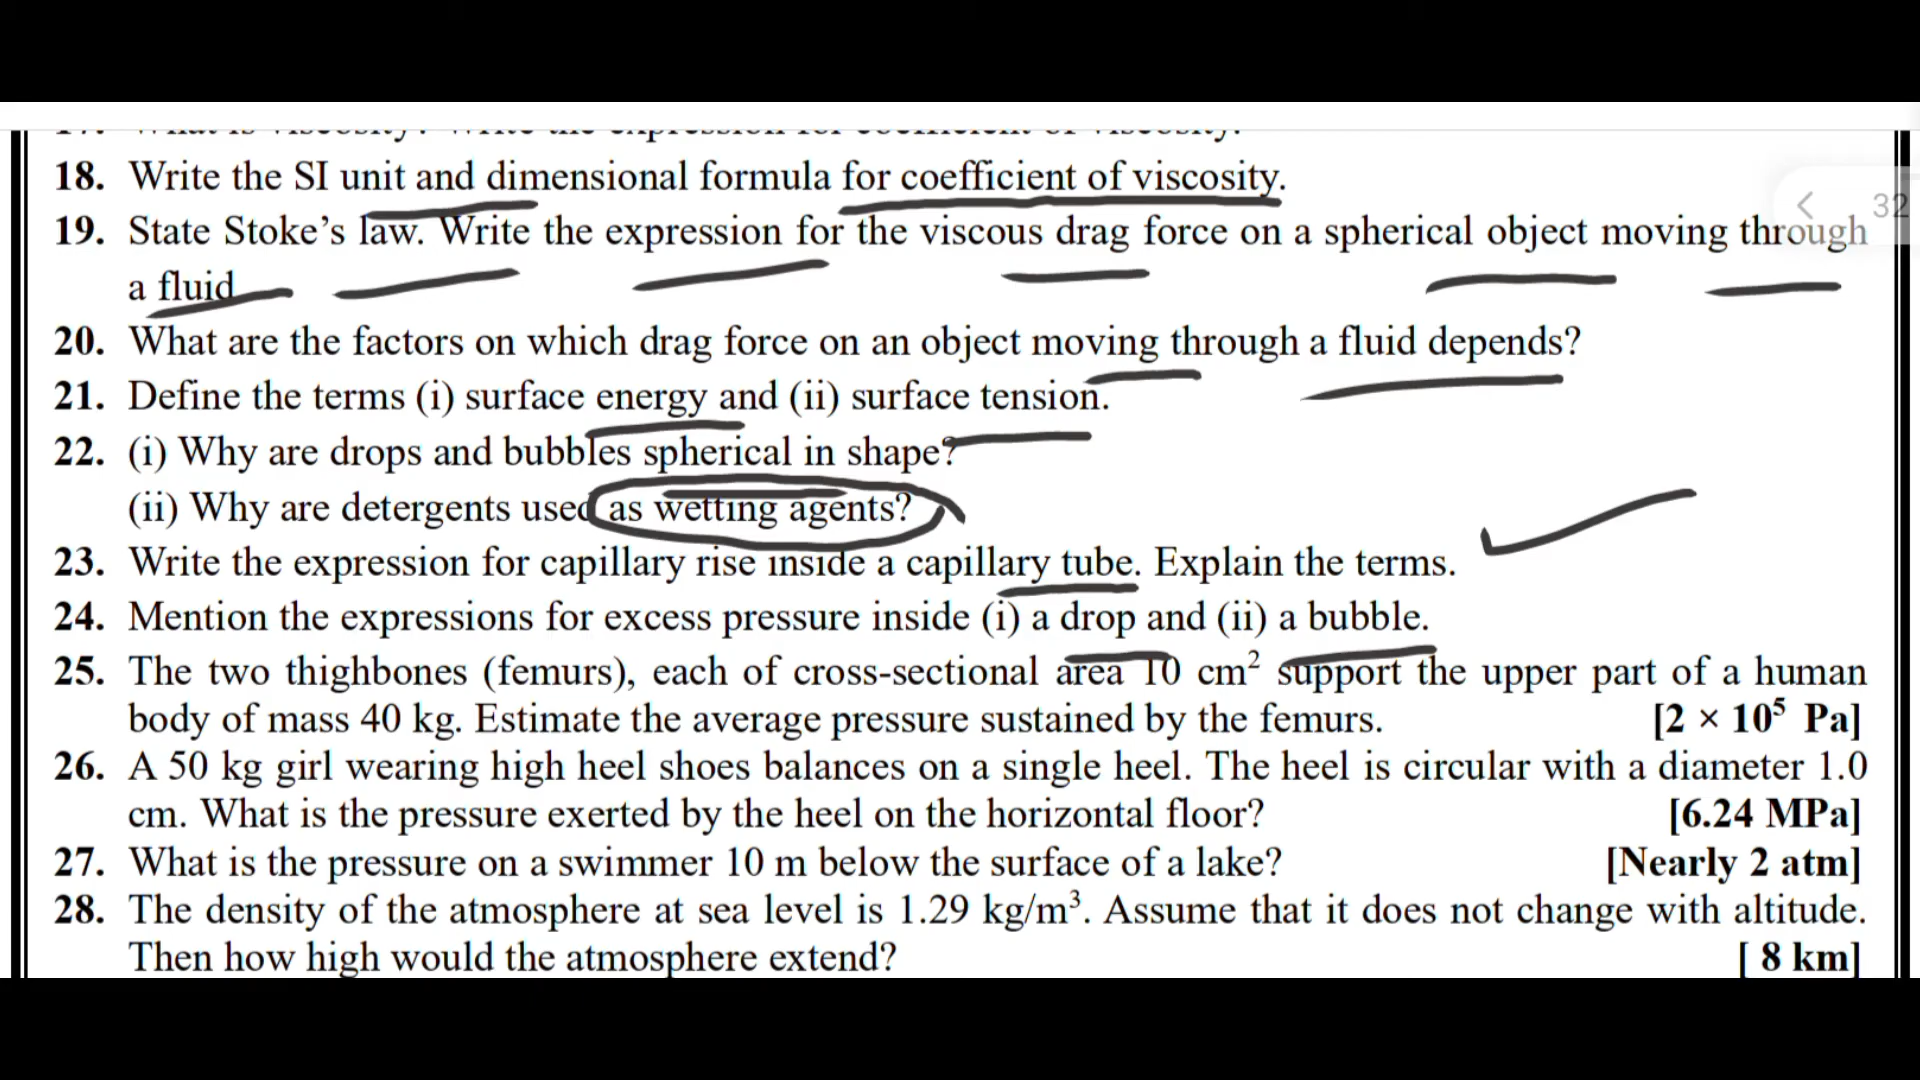 18. Write the SI unit and dimensional formula for coefficient of viscosity.
19. State Stoke's law. Write the expression for the viscous drag force on a spherical object moving through
a fluid
20. What are the factors on which drag force on an object moving through a fluid depends?
21. Define the terms (i) surface energy and (ii) surface tension.
22. (i) Why are drops and bubbles spherical in shape?
(ii) Why are detergents used as wetting agents?
23. Write the expression for capillary rise inside a capillary tube. Explain the terms.
24. Mention the expressions for excess pressure inside (i) a drop and (ii) a bubble.
25. The two thighbones (femurs), each of cross-sectional area 10 cm² support the upper part of a human
body of mass 40 kg. Estimate the average pressure sustained by the femurs. [2 × 10⁵ Pa]
26. A 50 kg girl wearing high heel shoes balances on a single heel. The heel is circular with a diameter 1.0
cm. What is the pressure exerted by the heel on the horizontal floor? [6.24 MPa]
27. What is the pressure on a swimmer 10 m below the surface of a lake? [Nearly 2 atm]
28. The density of the atmosphere at sea level is 1.29 kg/m³. Assume that it does not change with altitude.
Then how high would the atmosphere extend? [ 8 km]
32